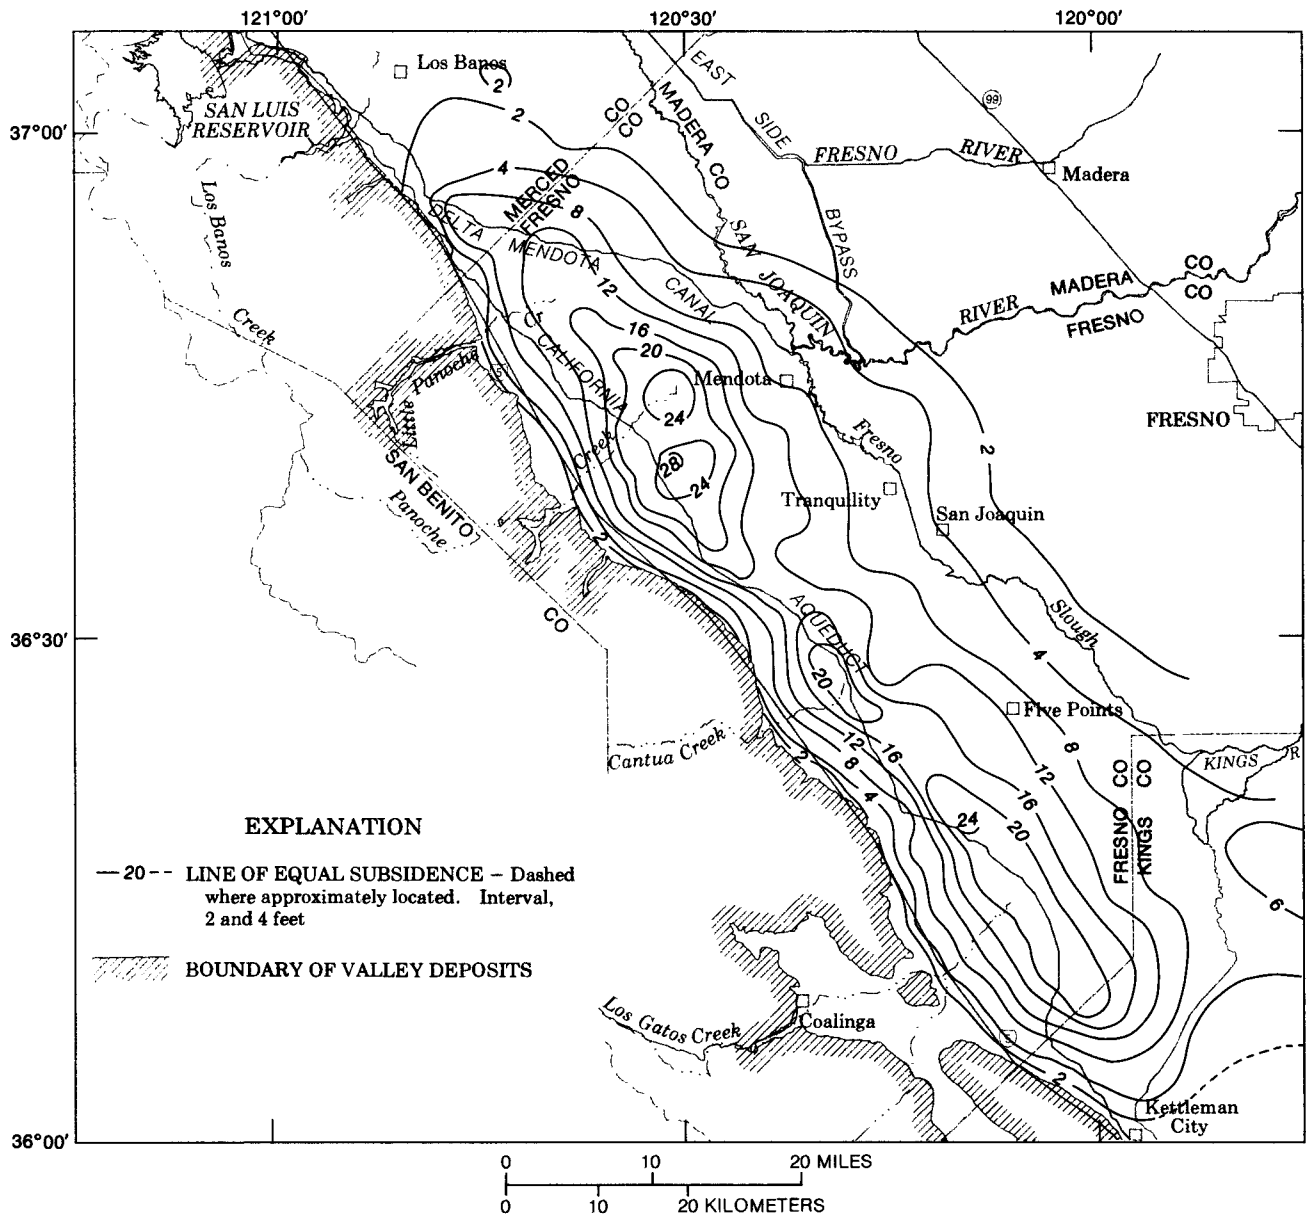 121°00′
120°30′
120°00′
37°00′
36°30′
36°00′
Los Banos
2
2
SAN LUIS
RESERVOIR
EAST
SIDE
BYPASS
MADERA CO
CO
CO
MERCED
FRESNO
99
FRESNO RIVER
Madera
4
8
DELTA
MENDOTA
CANAL
Los Banos
Creek
SAN
JOAQUIN
RIVER
MADERA CO
FRESNO CO
12
16
20
Cr
CALIFORNIA
Panoche
Little
5
Mendota
24
FRESNO
Creek
Fresno
28
24
2
SAN BENITO
CO
Panoche
Tranquility
San Joaquin
2
AQUEDUCT
Slough
4
20
Five Points
8
Cantua Creek
2
12
8
4
16
12
16
20
24
FRESNO CO
KINGS CO
KINGS R
6
EXPLANATION
20
LINE OF EQUAL SUBSIDENCE – Dashed
where approximately located. Interval,
2 and 4 feet
BOUNDARY OF VALLEY DEPOSITS
Los Gatos Creek
Coalinga
5
2
Kettleman
City
0 10 20 MILES
0 10 20 KILOMETERS